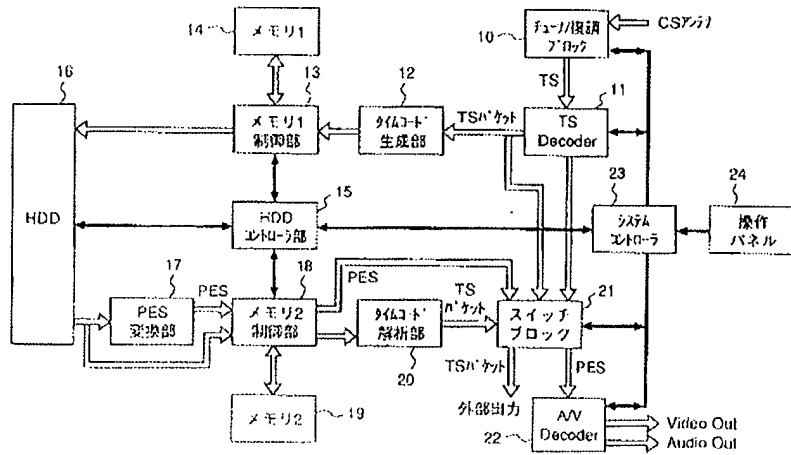 14
メモリ1
10
チューナ/復調
ブロック
CSアンテナ
16
13
12
TS
11
メモリ1
制御部
タイムコード
生成部
TSパケット
TS
Decoder
23
24
HDD
15
HDD
コントローラ部
システム
コントローラ
操作
パネル
17
PES
18
PES
TS
パケット
21
PES
変換部
メモリ2
制御部
タイムコード
解析部
スイッチ
ブロック
20
TSパケット
PES
メモリ2
19
外部出力
22
A/V
Decoder
Video Out
Audio Out